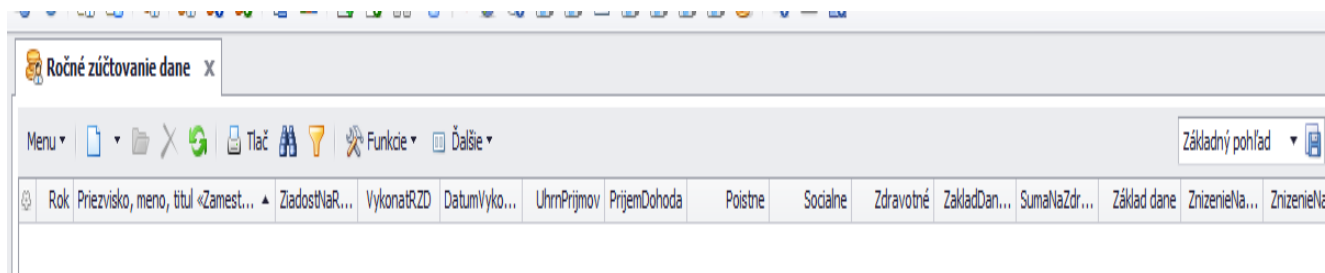 Ročné zúčtovanie dane X
Menu Tlač Funkcie Ďalšie Základný pohľad
Rok Priezvisko, meno, titul «Zamest... ZiadostNaR... VykonatRZD DatumVyko... UhrnPrijmov PrijemDohoda Poistne Socialne Zdravotné ZakladDan... SumaNaZdr... Základ dane ZnizenieNa... ZnizenieNa